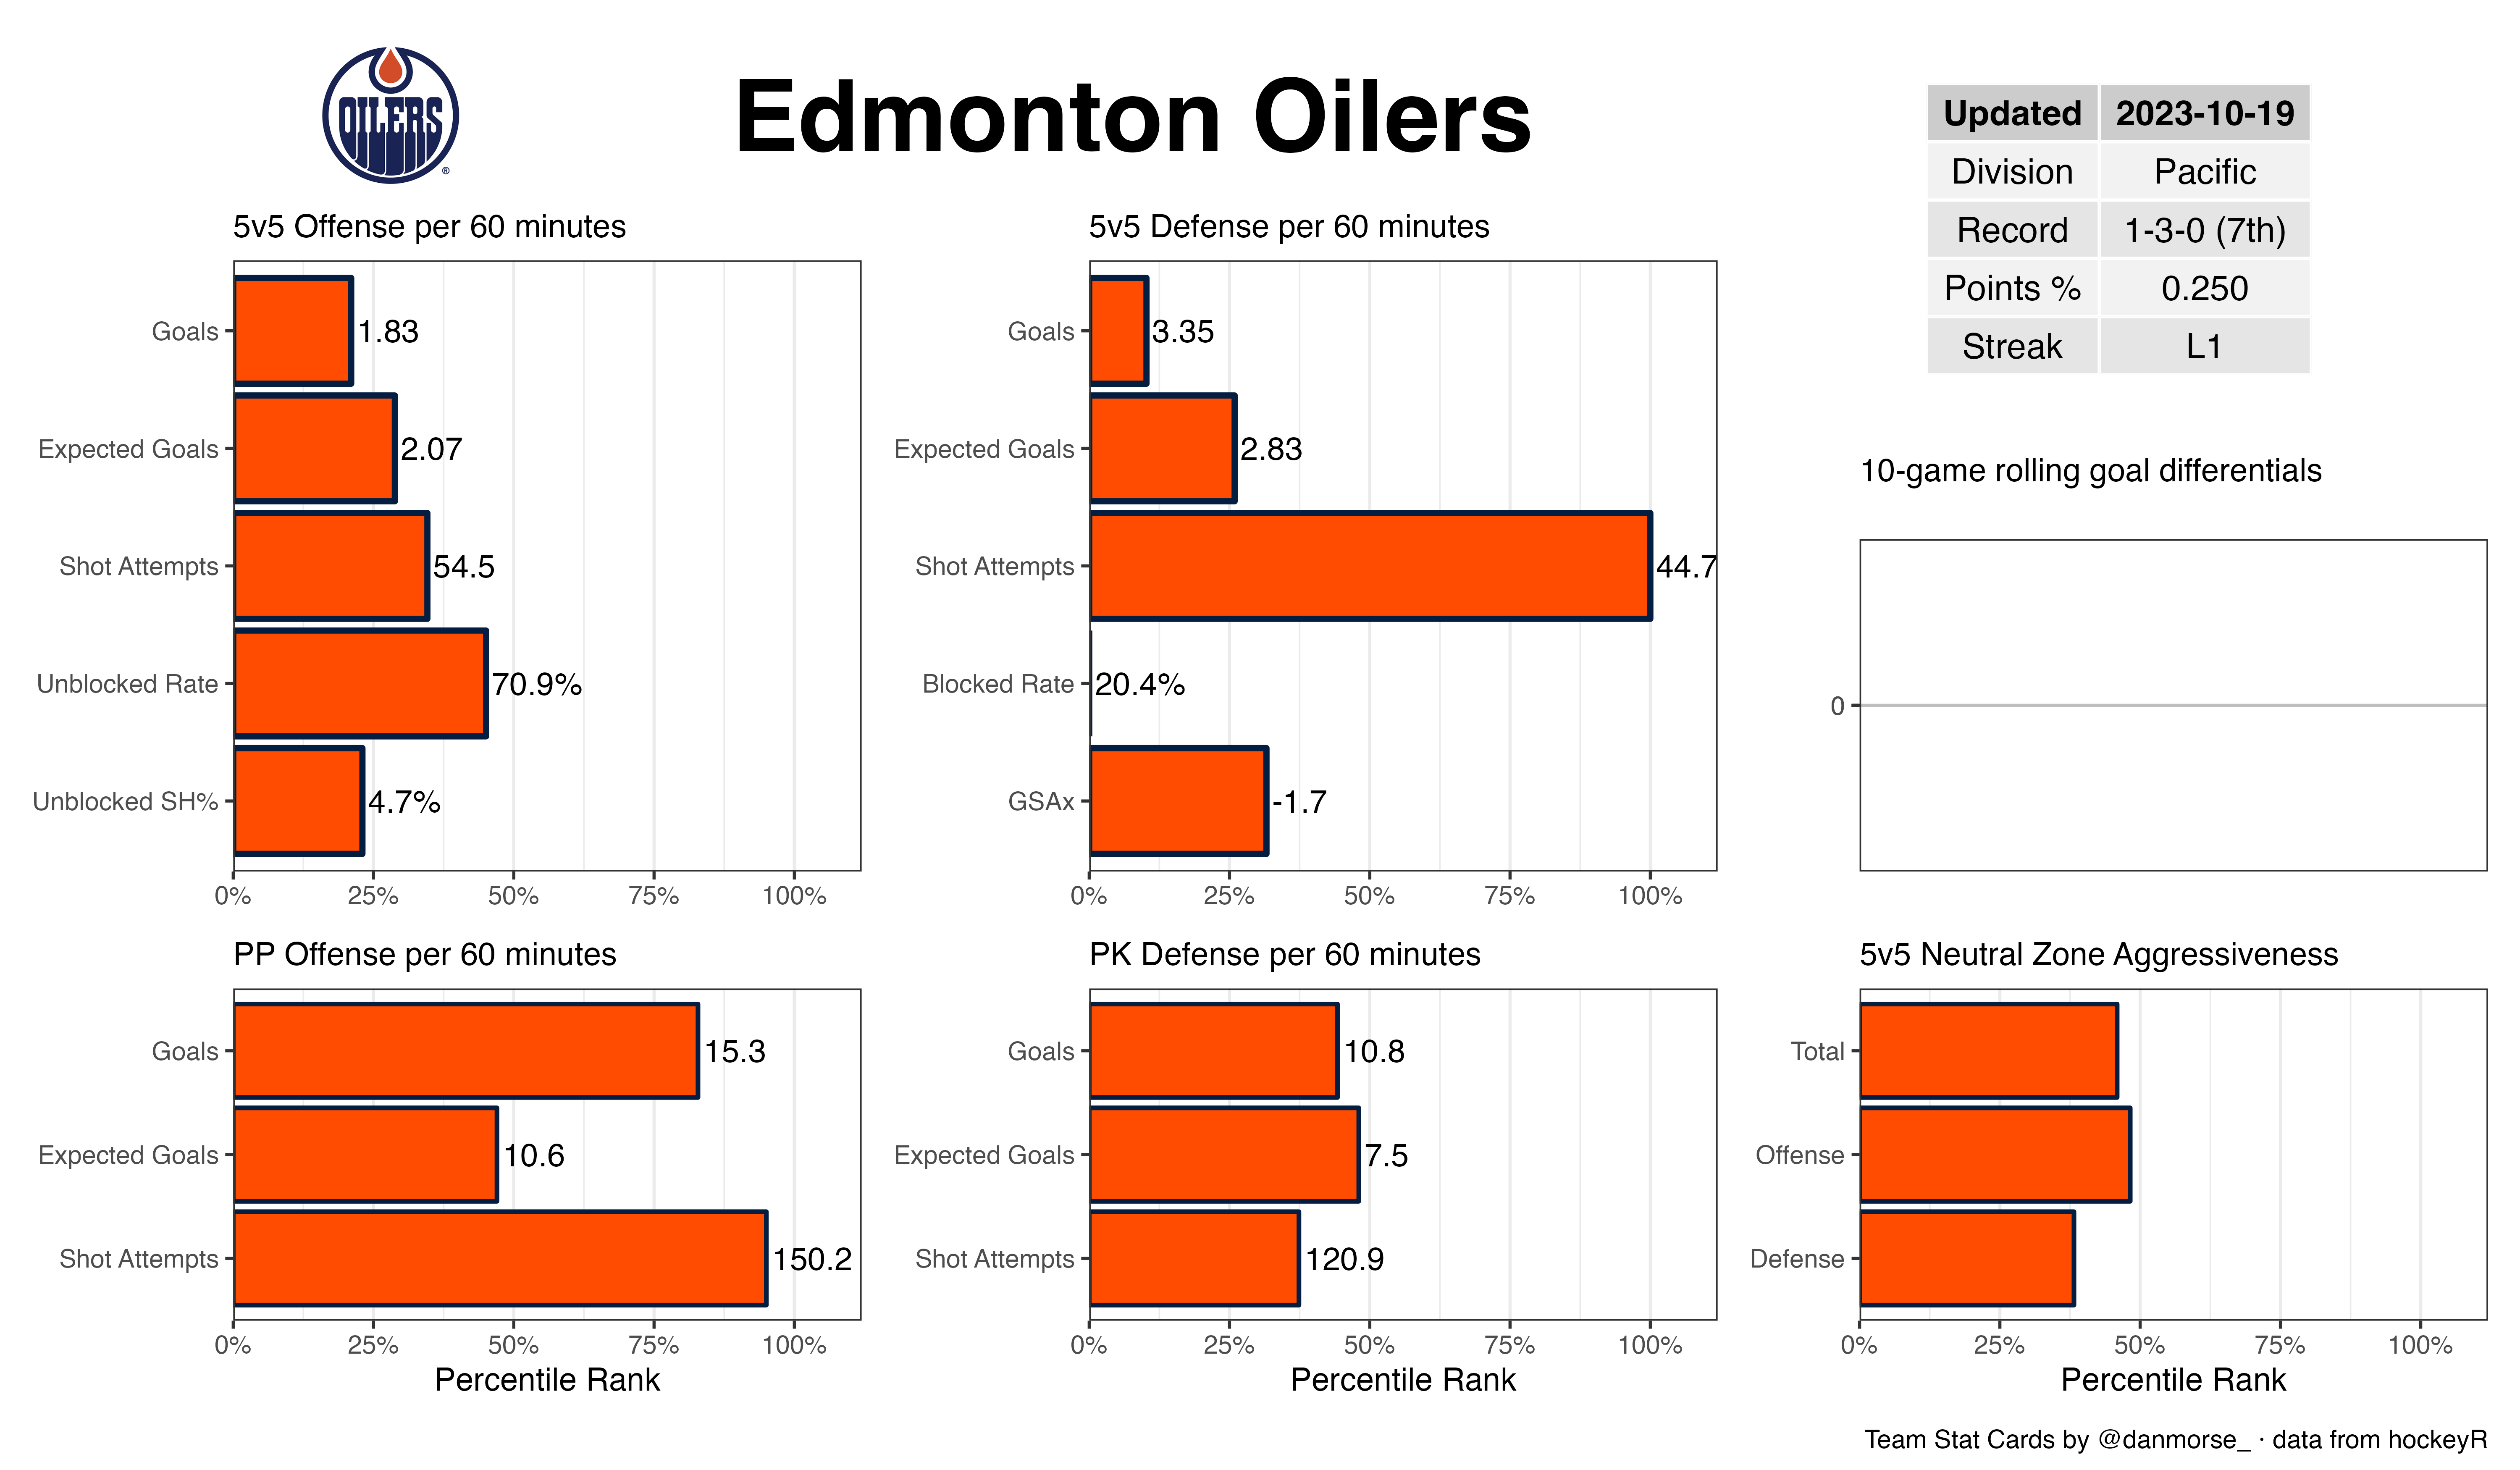 OILERS
®
Edmonton Oilers
Updated 2023-10-19
Division Pacific
Record 1-3-0 (7th)
Points % 0.250
Streak L1
5v5 Offense per 60 minutes
Goals 1.83
Expected Goals 2.07
Shot Attempts 54.5
Unblocked Rate 70.9%
Unblocked SH% 4.7%
0% 25% 50% 75% 100%
5v5 Defense per 60 minutes
Goals 3.35
Expected Goals 2.83
Shot Attempts 44.7
Blocked Rate 20.4%
GSAx -1.7
0% 25% 50% 75% 100%
10-game rolling goal differentials
0
PP Offense per 60 minutes
Goals 15.3
Expected Goals 10.6
Shot Attempts 150.2
0% 25% 50% 75% 100%
Percentile Rank
PK Defense per 60 minutes
Goals 10.8
Expected Goals 7.5
Shot Attempts 120.9
0% 25% 50% 75% 100%
Percentile Rank
5v5 Neutral Zone Aggressiveness
Total
Offense
Defense
0% 25% 50% 75% 100%
Percentile Rank
Team Stat Cards by @danmorse_ · data from hockeyR